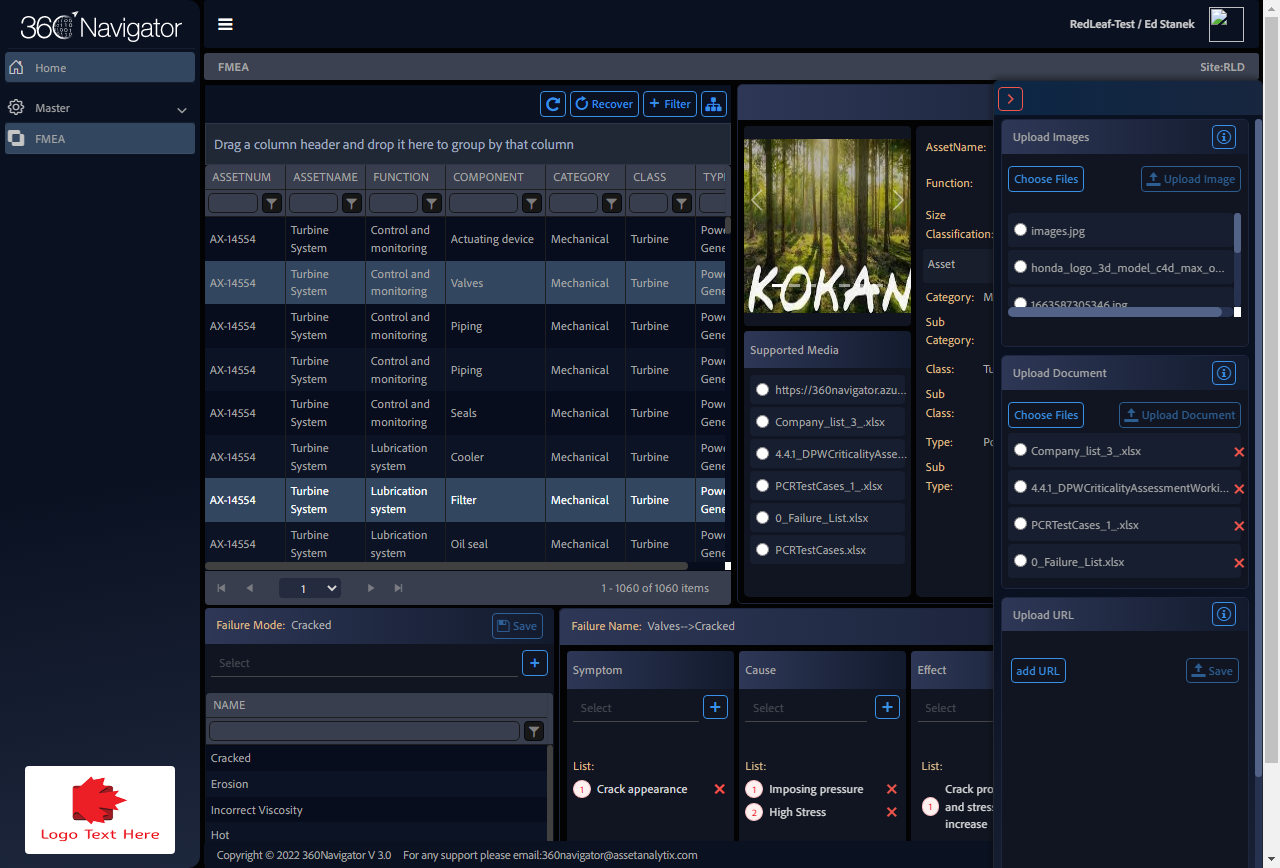 360 Navigator
RedLeaf-Test / Ed Stanek
Home
Master
FMEA
FMEA
Site:RLD
Recover
+ Filter
Drag a column header and drop it here to group by that column
ASSETNUM ASSETNAME FUNCTION COMPONENT CATEGORY CLASS TYPE
AX-14554 Turbine System Control and monitoring Actuating device Mechanical Turbine Powe Gene
AX-14554 Turbine System Control and monitoring Valves Mechanical Turbine Powe Gene
AX-14554 Turbine System Control and monitoring Piping Mechanical Turbine Powe Gene
AX-14554 Turbine System Control and monitoring Piping Mechanical Turbine Powe Gene
AX-14554 Turbine System Control and monitoring Seals Mechanical Turbine Powe Gene
AX-14554 Turbine System Lubrication system Cooler Mechanical Turbine Powe Gene
AX-14554 Turbine System Lubrication system Filter Mechanical Turbine Powe Gene
AX-14554 Turbine System Lubrication system Oil seal Mechanical Turbine Powe Gene
1
1 - 1060 of 1060 items
KOKAN
Supported Media
https://360navigator.azu...
Company_list_3_.xlsx
4.4.1_DPWCriticalityAsse...
PCRTestCases_1_.xlsx
0_Failure_List.xlsx
PCRTestCases.xlsx
AssetName:
Function:
Size
Classification:
Asset
Category: M
Sub
Category:
Class: Tu
Sub
Class:
Type: Po
Sub
Type:
Upload Images
Choose Files
Upload Image
images.jpg
honda_logo_3d_model_c4d_max_o...
1663587305346.jpg
Upload Document
Choose Files
Upload Document
Company_list_3_.xlsx
4.4.1_DPWCriticalityAssessmentWorki...
PCRTestCases_1_.xlsx
0_Failure_List.xlsx
Upload URL
add URL
Save
Failure Mode: Cracked
Save
Select
+
NAME
Cracked
Erosion
Incorrect Viscosity
Hot
Failure Name: Valves-->Cracked
Symptom
Select
+
List:
1 Crack appearance
Cause
Select
+
List:
1 Imposing pressure
2 High Stress
Effect
Select
List:
1 Crack pro
and stress
increase
Logo Text Here
Copyright © 2022 360Navigator V 3.0 For any support please email:360navigator@assetanalytix.com